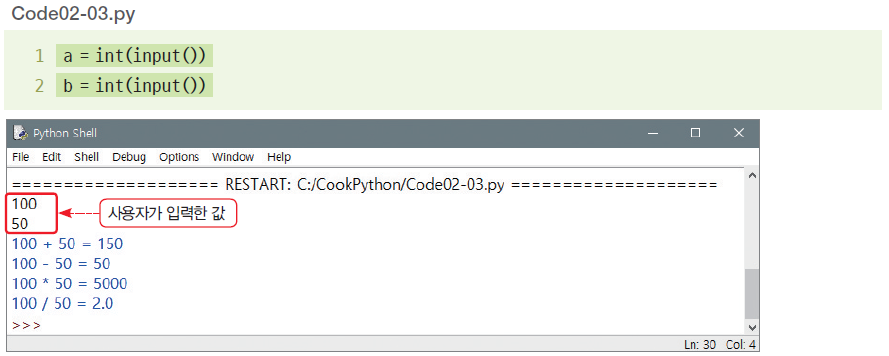 Code02-03.py
1 a = int(input())
2 b = int(input())
Python Shell
File Edit Shell Debug Options Window Help
==================== RESTART: C:/CookPython/Code02-03.py ====================
100
50
사용자가 입력한 값
100 + 50 = 150
100 - 50 = 50
100 * 50 = 5000
100 / 50 = 2.0
>>>
Ln: 30 Col: 4